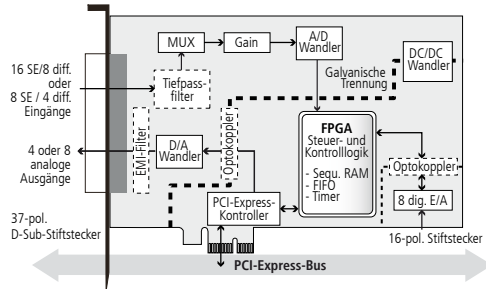 MUX
Gain
A/D
Wandler
DC/DC
Wandler
16 SE/8 diff.
oder
8 SE / 4 diff.
Eingänge
Tiefpass-
filter
Galvanische
Trennung
4 oder 8
analoge
Ausgänge
EMI-Filter
D/A
Wandler
Optokoppler
FPGA
Steuer- und
Kontrolllogik
- Sequ. RAM
- FIFO
- Timer
Optokoppler
8 dig. E/A
PCI-Express-
Kontroller
37-pol.
D-Sub-Stiftstecker
16-pol. Stiftstecker
PCI-Express-Bus